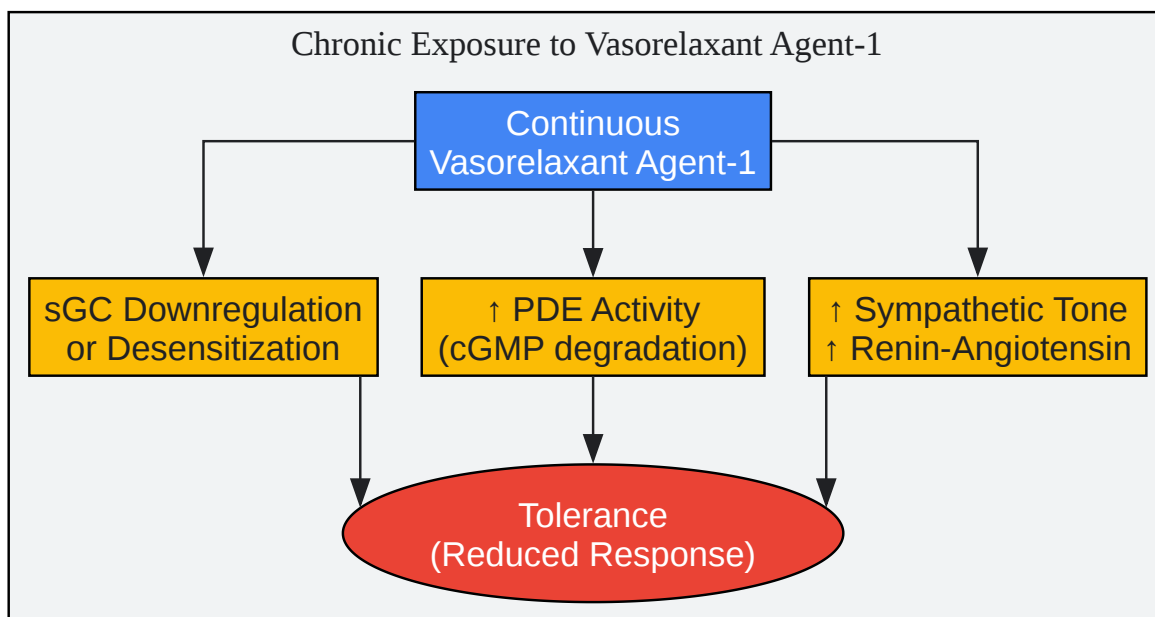 Chronic Exposure to Vasorelaxant Agent-1
Continuous
Vasorelaxant Agent-1
sGC Downregulation
or Desensitization
↑ PDE Activity
(cGMP degradation)
↑ Sympathetic Tone
↑ Renin-Angiotensin
Tolerance
(Reduced Response)